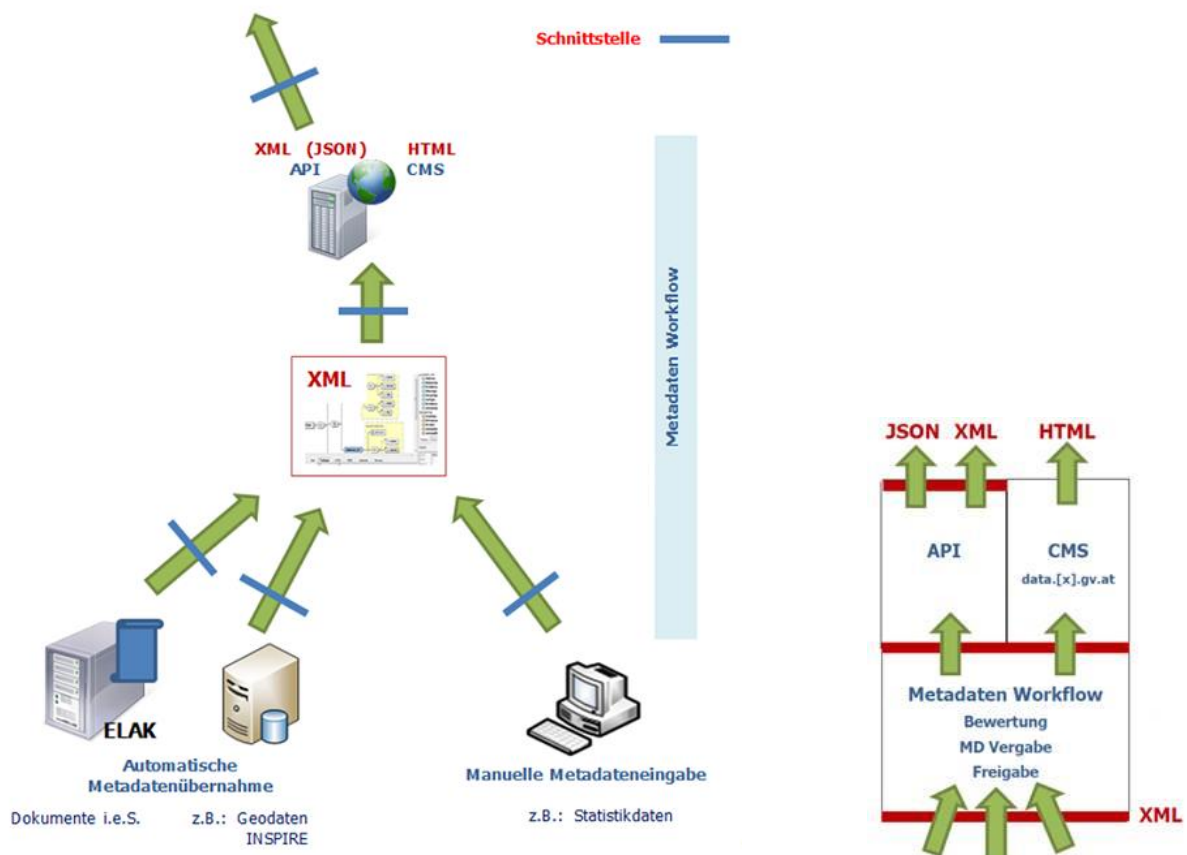 Schnittstelle
XML (JSON) HTML
API CMS
Metadaten Workflow
XML
ELAK
Automatische
Metadatenübernahme
Dokumente i.e.S. z.B.: Geodaten
INSPIRE
Manuelle Metadateneingabe
z.B.: Statistikdaten
JSON XML HTML
API CMS
data.[x].gv.at
Metadaten Workflow
Bewertung
MD Vergabe
Freigabe
XML